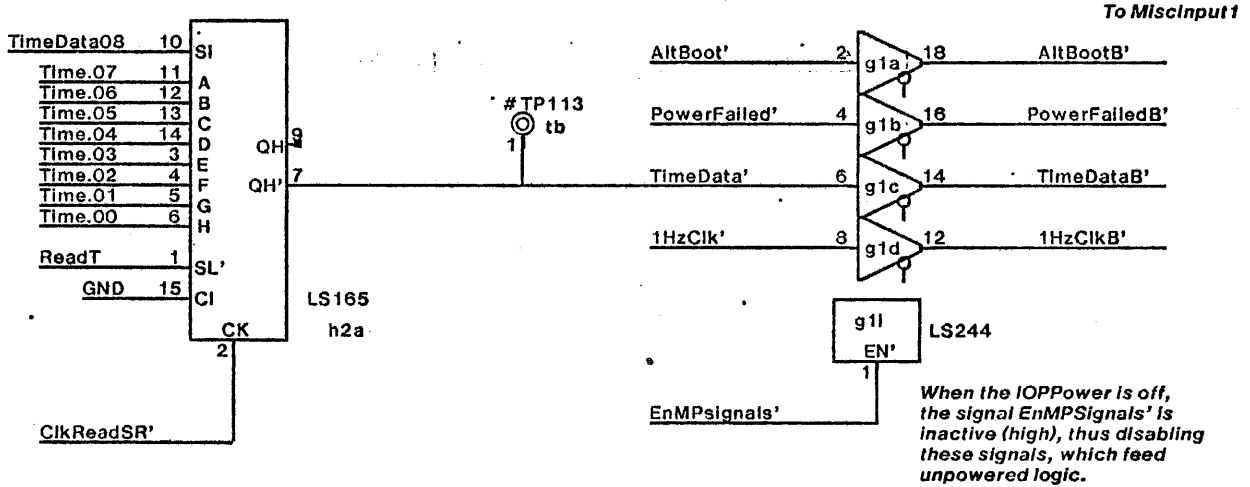 To MiscInput1
TimeData08 10 SI
Time.07 11 A
Time.06 12 B
Time.05 13 C
Time.04 14 D
Time.03 3 E
Time.02 4 F
Time.01 5 G
Time.00 6 H
ReadT 1 SL'
GND 15 CI
CK
2
ClkReadSR'
QH 9
QH' 7
LS165
h2a
#TP113
tb
1
AltBoot' 2 g1a 18 AltBootB'
PowerFailed' 4 g1b 16 PowerFailedB'
TimeData' 6 g1c 14 TimeDataB'
1HzClk' 8 g1d 12 1HzClkB'
g1i LS244
EN'
1
EnMPsignals'
When the IOPPower is off,
the signal EnMPSignals' is
inactive (high), thus disabling
these signals, which feed
unpowered logic.